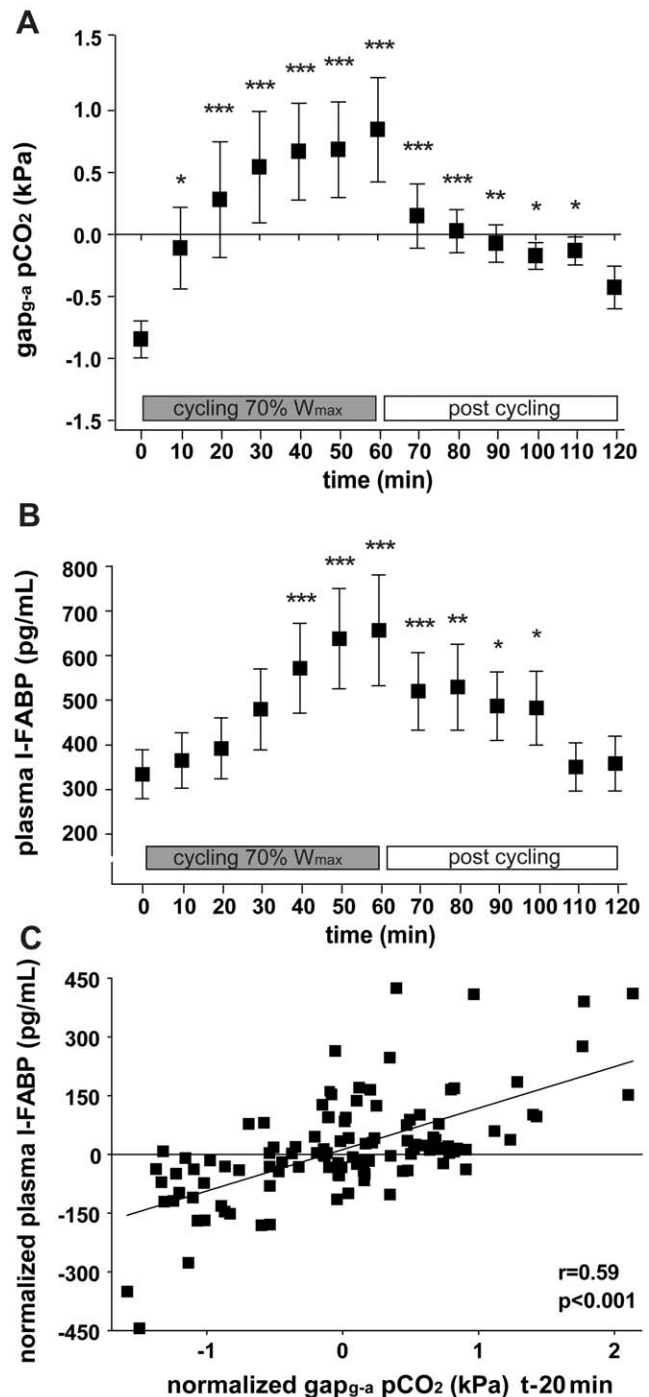 A
1.5
1.0
0.5
0.0
-0.5
-1.0
-1.5
gapg-a pCO2 (kPa)
* *** *** *** *** *** *** *** ** * *
cycling 70% Wmax post cycling
0 10 20 30 40 50 60 70 80 90 100 110 120
time (min)
B
800
700
600
500
400
300
200
plasma I-FABP (pg/mL)
*** *** *** *** ** * *
cycling 70% Wmax post cycling
0 10 20 30 40 50 60 70 80 90 100 110 120
time (min)
C
450
300
150
0
-150
-300
-450
normalized plasma I-FABP (pg/mL)
r=0.59
p<0.001
-1 0 1 2
normalized gapg-a pCO2 (kPa) t-20 min